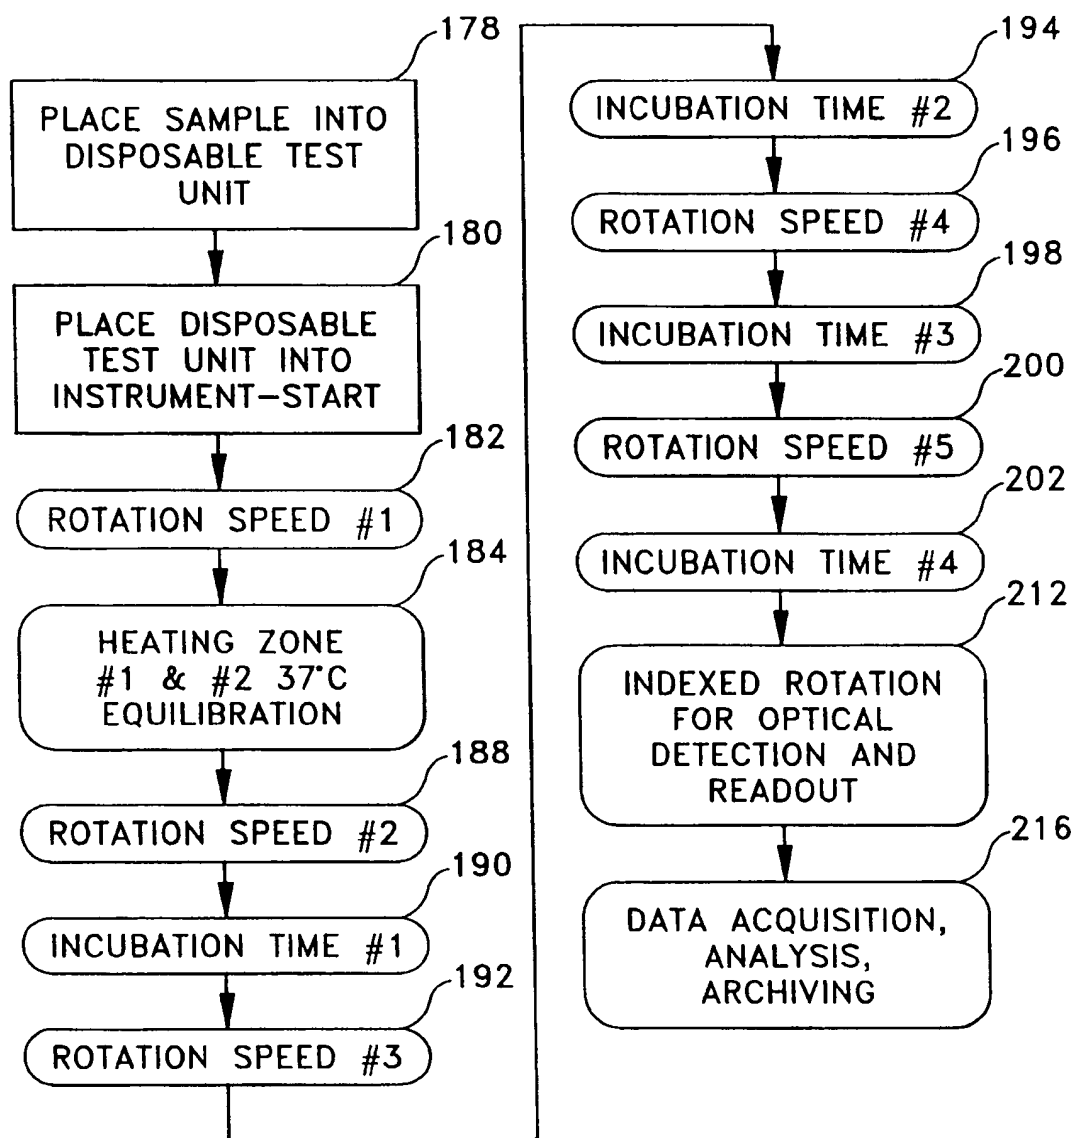 178
PLACE SAMPLE INTO
DISPOSABLE TEST
UNIT
180
PLACE DISPOSABLE
TEST UNIT INTO
INSTRUMENT-START
182
ROTATION SPEED #1
184
HEATING ZONE
#1 & #2 37°C
EQUILIBRATION
188
ROTATION SPEED #2
190
INCUBATION TIME #1
192
ROTATION SPEED #3
194
INCUBATION TIME #2
196
ROTATION SPEED #4
198
INCUBATION TIME #3
200
ROTATION SPEED #5
202
INCUBATION TIME #4
212
INDEXED ROTATION
FOR OPTICAL
DETECTION AND
READOUT
216
DATA ACQUISITION,
ANALYSIS,
ARCHIVING